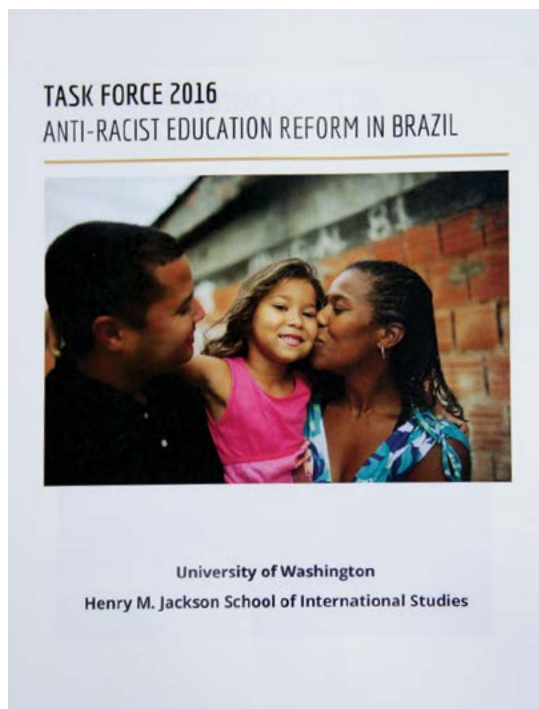 TASK FORCE 2016
ANTI-RACIST EDUCATION REFORM IN BRAZIL
University of Washington
Henry M. Jackson School of International Studies